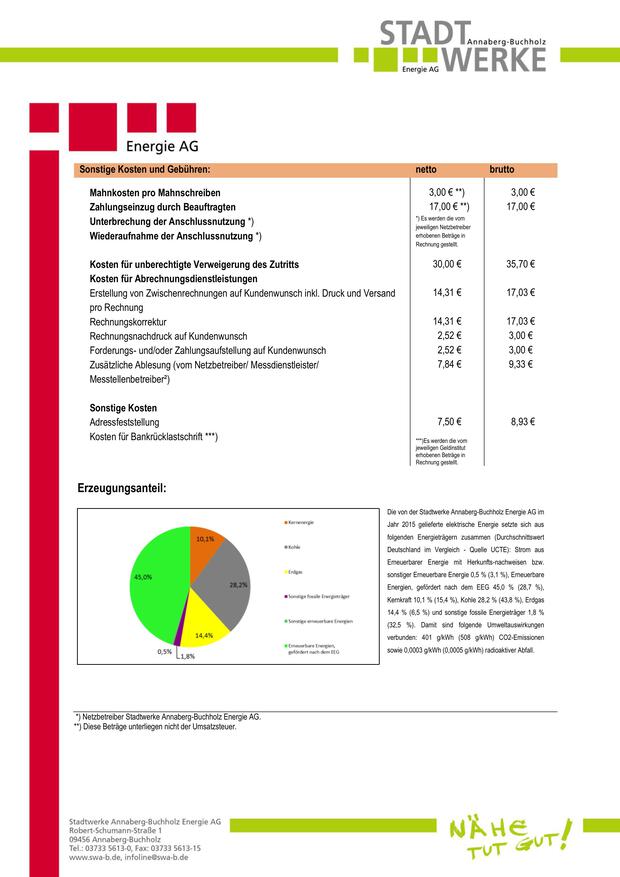 STADT
Annaberg-Buchholz
Energie AG
WERKE
Energie AG
Sonstige Kosten und Gebühren: netto brutto
Mahnkosten pro Mahnschreiben 3,00 € **) 3,00 €
Zahlungseinzug durch Beauftragten 17,00 € **) 17,00 €
Unterbrechung der Anschlussnutzung *)
Wiederaufnahme der Anschlussnutzung *)
*) Es werden die vom
jeweiligen Netzbetreiber
erhobenen Beträge in
Rechnung gestellt.
Kosten für unberechtigte Verweigerung des Zutritts 30,00 € 35,70 €
Kosten für Abrechnungsdienstleistungen
Erstellung von Zwischenrechnungen auf Kundenwunsch inkl. Druck und Versand 14,31 € 17,03 €
pro Rechnung
Rechnungskorrektur 14,31 € 17,03 €
Rechnungsnachdruck auf Kundenwunsch 2,52 € 3,00 €
Forderungs- und/oder Zahlungsaufstellung auf Kundenwunsch 2,52 € 3,00 €
Zusätzliche Ablesung (vom Netzbetreiber/ Messdienstleister/ 7,84 € 9,33 €
Messtellenbetreiber²)
Sonstige Kosten
Adressfeststellung 7,50 € 8,93 €
Kosten für Bankrücklastschrift ***)
***)Es werden die vom
jeweiligen Geldinstitut
erhobenen Beträge in
Rechnung gestellt.
Erzeugungsanteil:
10,1%
28,2%
14,4%
1,8%
0,5%
45,0%
Kernenergie
Kohle
Erdgas
Sonstige fossile Energieträger
Sonstige erneuerbare Energien
Erneuerbare Energien,
gefördert nach dem EEG
Die von der Stadtwerke Annaberg-Buchholz Energie AG im
Jahr 2015 gelieferte elektrische Energie setzte sich aus
folgenden Energieträgern zusammen (Durchschnittswert
Deutschland im Vergleich - Quelle UCTE): Strom aus
Erneuerbarer Energie mit Herkunfts-nachweisen bzw.
sonstiger Erneuerbare Energie 0,5 % (3,1 %), Erneuerbare
Energien, gefördert nach dem EEG 45,0 % (28,7 %),
Kernkraft 10,1 % (15,4 %), Kohle 28,2 % (43,8 %), Erdgas
14,4 % (6,5 %) und sonstige fossile Energieträger 1,8 %
(32,5 %). Damit sind folgende Umweltauswirkungen
verbunden: 401 g/kWh (508 g/kWh) CO2-Emissionen
sowie 0,0003 g/kWh (0,0005 g/kWh) radioaktiver Abfall.
*) Netzbetreiber Stadtwerke Annaberg-Buchholz Energie AG.
**) Diese Beträge unterliegen nicht der Umsatzsteuer.
Stadtwerke Annaberg-Buchholz Energie AG
Robert-Schumann-Straße 1
09456 Annaberg-Buchholz
Tel.: 03733 5613-0, Fax: 03733 5613-15
www.swa-b.de, infoline@swa-b.de
NÄHE
TUT GUT!